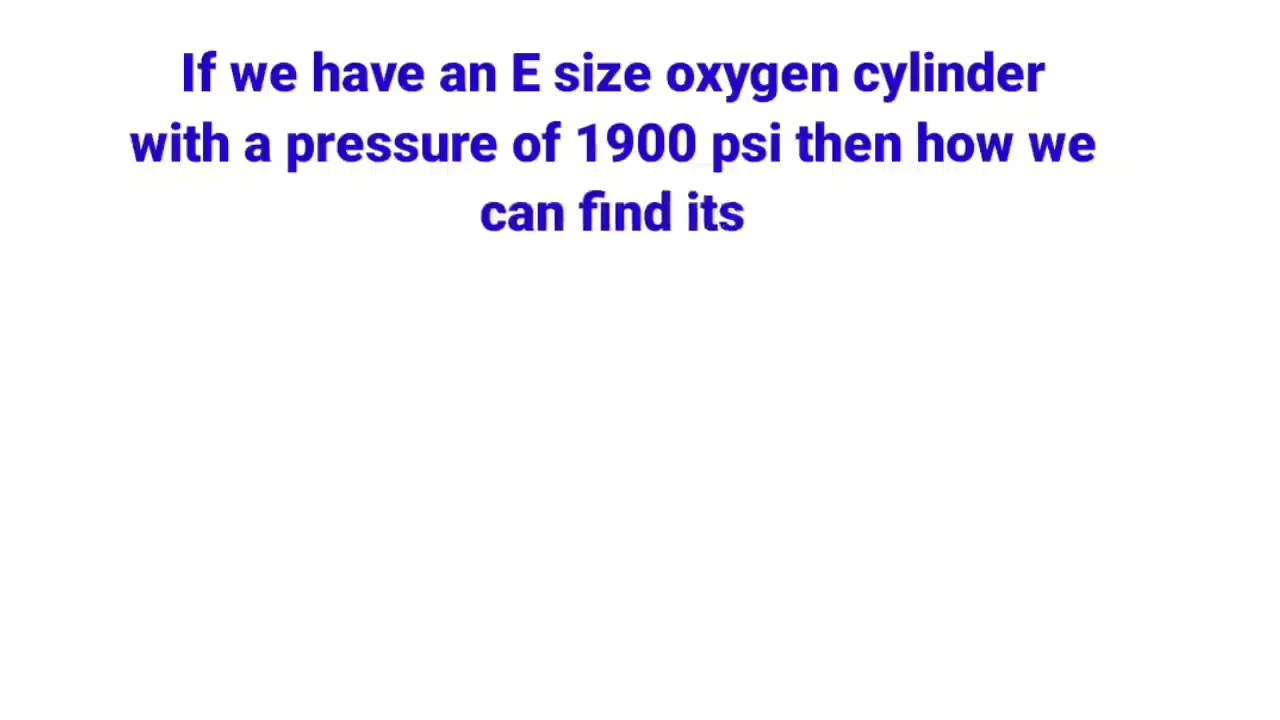 If we have an E size oxygen cylinder
with a pressure of 1900 psi then how we
can find its